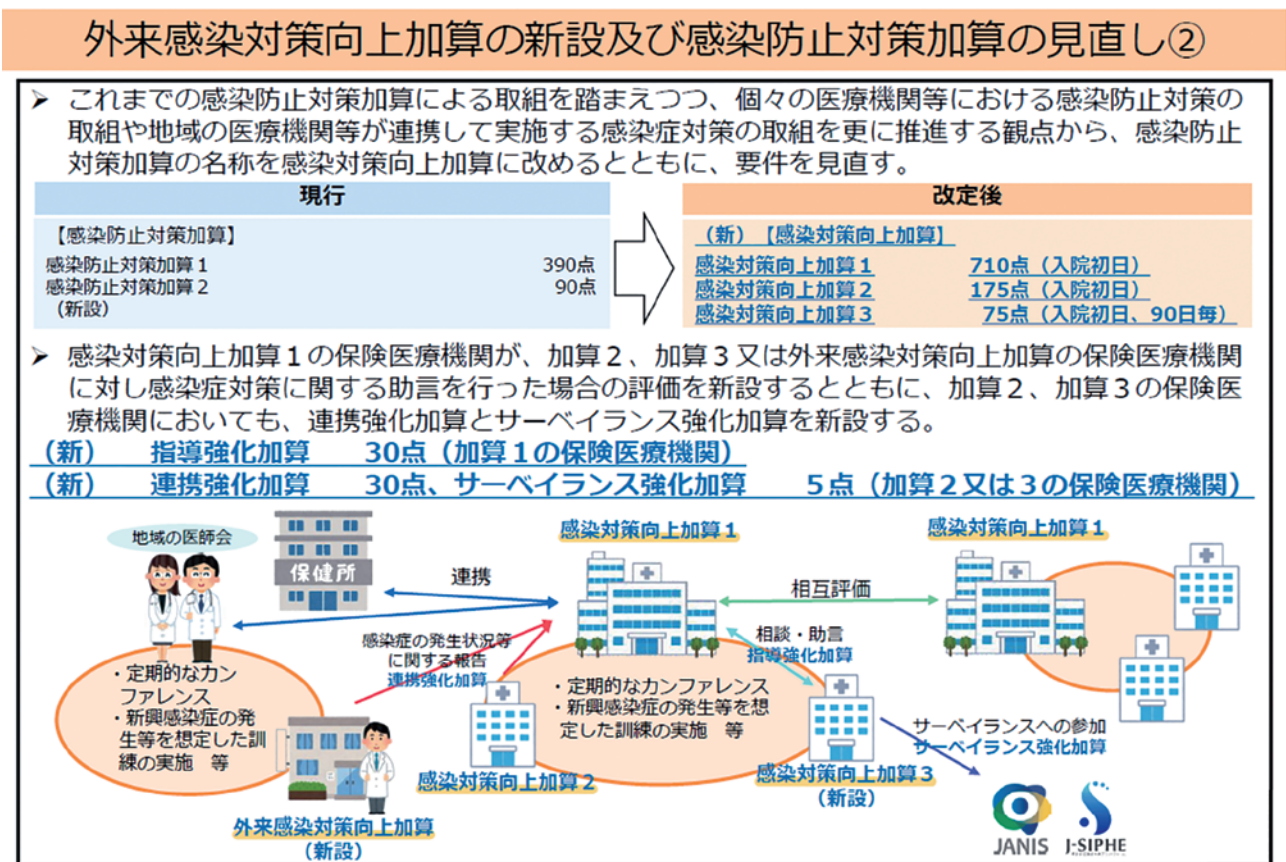 外来感染対策向上加算の新設及び感染防止対策加算の見直し②
➤ これまでの感染防止対策加算による取組を踏まえつつ、個々の医療機関等における感染防止対策の
取組や地域の医療機関等が連携して実施する感染症対策の取組を更に推進する観点から、感染防止
対策加算の名称を感染対策向上加算に改めるとともに、要件を見直す。
現行
【感染防止対策加算】
感染防止対策加算１ 390点
感染防止対策加算２ 90点
（新設）
改定後
（新）【感染対策向上加算】
感染対策向上加算１ 710点（入院初日）
感染対策向上加算２ 175点（入院初日）
感染対策向上加算３ 75点（入院初日、90日毎）
➤ 感染対策向上加算１の保険医療機関が、加算２、加算３又は外来感染対策向上加算の保険医療機関
に対し感染症対策に関する助言を行った場合の評価を新設するとともに、加算２、加算３の保険医
療機関においても、連携強化加算とサーベイランス強化加算を新設する。
（新） 指導強化加算 30点（加算１の保険医療機関）
（新） 連携強化加算 30点、サーベイランス強化加算 ５点（加算２又は３の保険医療機関）
地域の医師会
保健所
連携
感染対策向上加算１
相互評価
感染対策向上加算１
感染症の発生状況等
に関する報告
連携強化加算
相談・助言
指導強化加算
・定期的なカン
ファレンス
・新興感染症の発
生等を想定した訓
練の実施 等
・定期的なカンファレンス
・新興感染症の発生等を想
定した訓練の実施 等
サーベイランスへの参加
サーベイランス強化加算
感染対策向上加算２
感染対策向上加算３
（新設）
外来感染対策向上加算
（新設）
JANIS
J-SIPHE